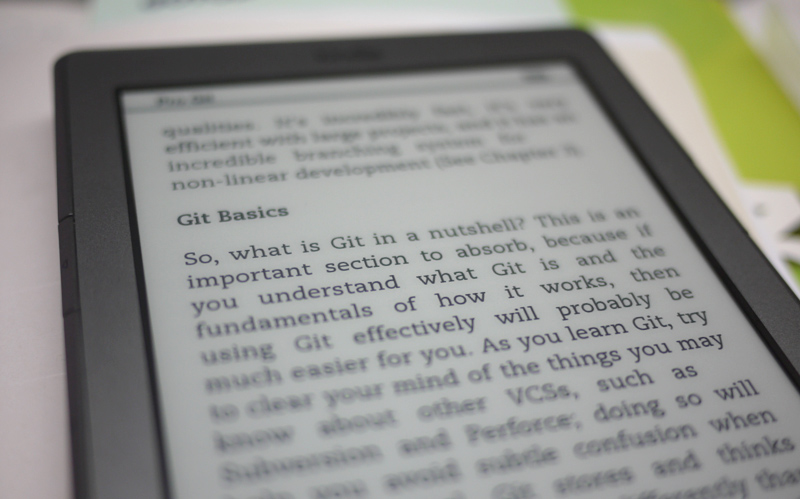 Pro Git
qualities. It's incredibly fast, it's very
efficient with large projects, and it has an
incredible branching system for
non-linear development (See Chapter 3).
Git Basics
So, what is Git in a nutshell? This is an
important section to absorb, because if
you understand what Git is and the
fundamentals of how it works, then
using Git effectively will probably be
much easier for you. As you learn Git, try
to clear your mind of the things you may
know about other VCSs, such as
Subversion and Perforce; doing so will
help you avoid subtle confusion when
Git stores and thinks
than